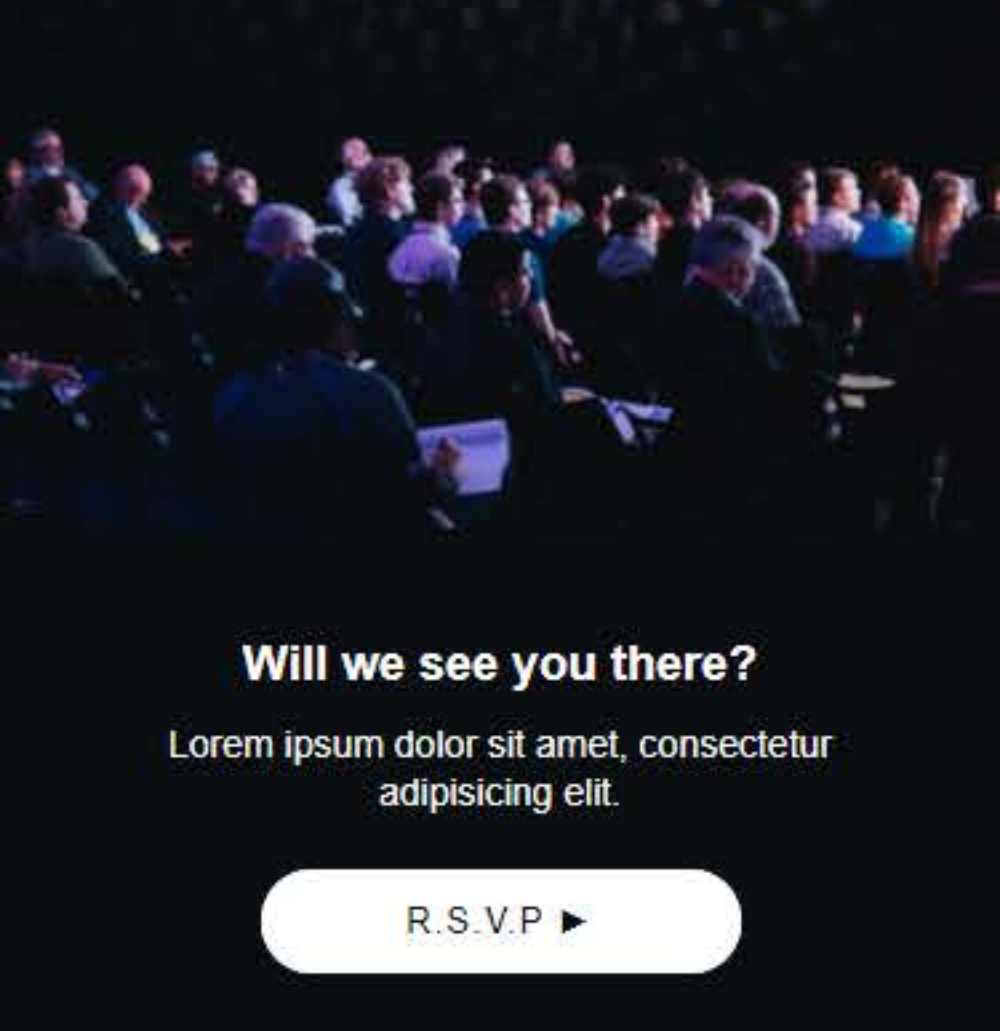 Will we see you there?
Lorem ipsum dolor sit amet, consectetur
adipisicing elit.
R.S.V.P ►